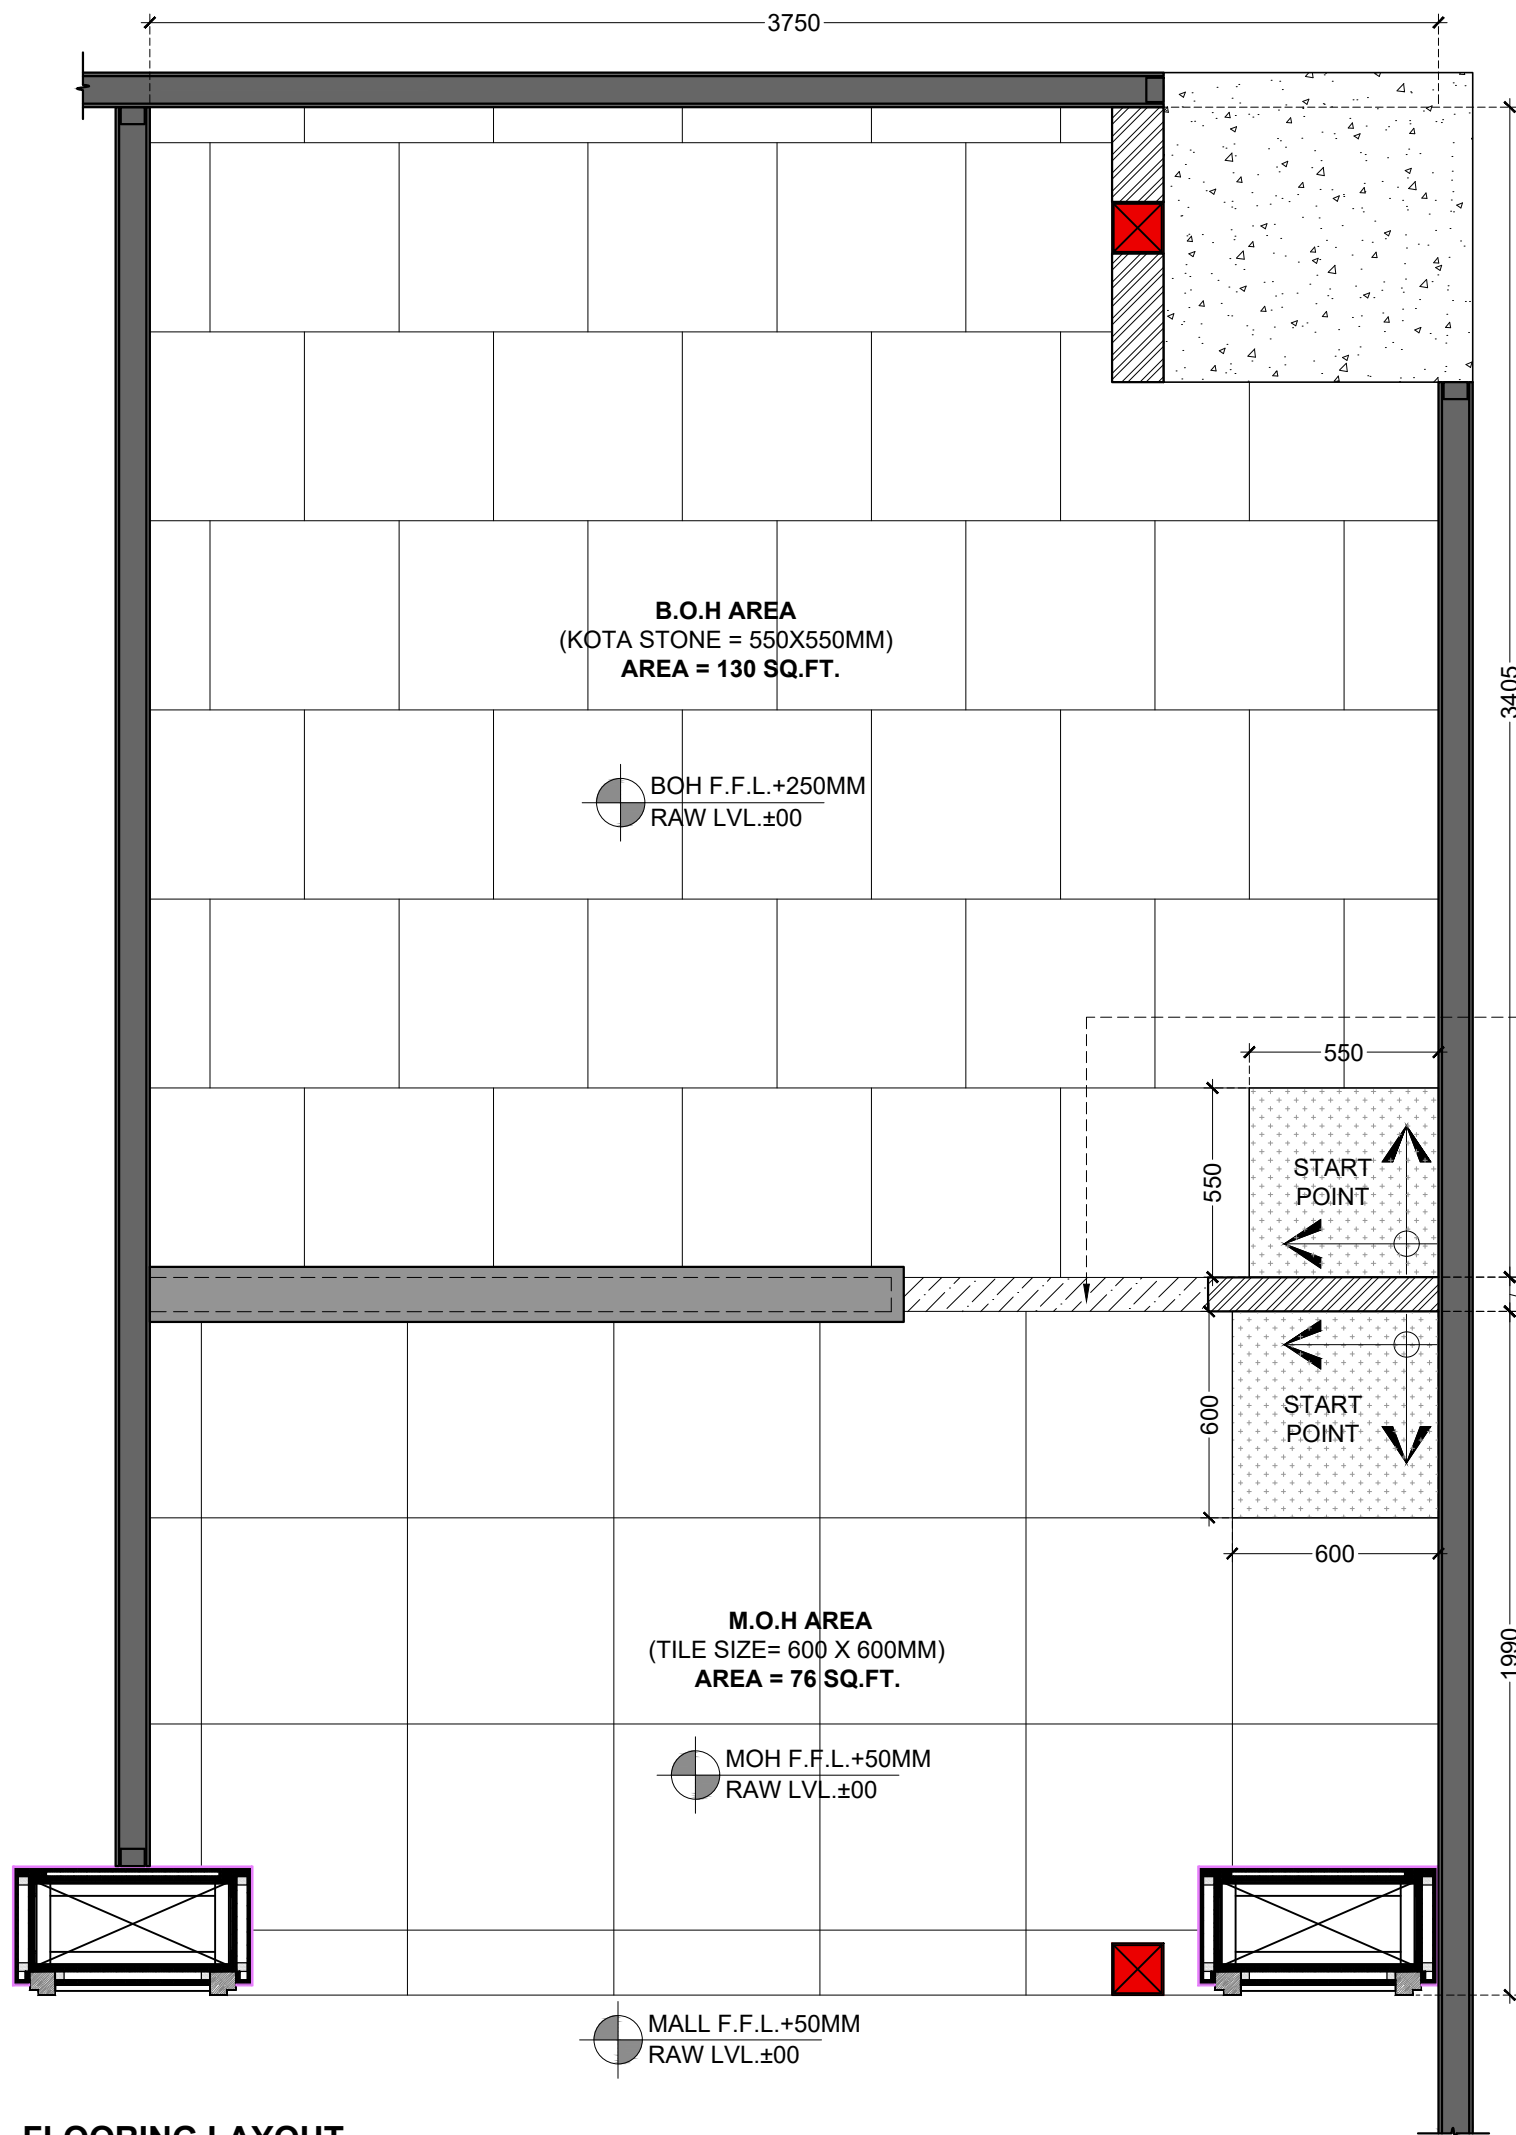 3750
B.O.H AREA
(KOTA STONE = 550X550MM)
AREA = 130 SQ.FT.
3405
BOH F.F.L.+250MM
RAW LVL.±00
550
550
START
POINT
600
START
POINT
600
M.O.H AREA
(TILE SIZE= 600 X 600MM)
AREA = 76 SQ.FT.
1990
MOH F.F.L.+50MM
RAW LVL.±00
MALL F.F.L.+50MM
RAW LVL.±00
FLOORING LAYOUT